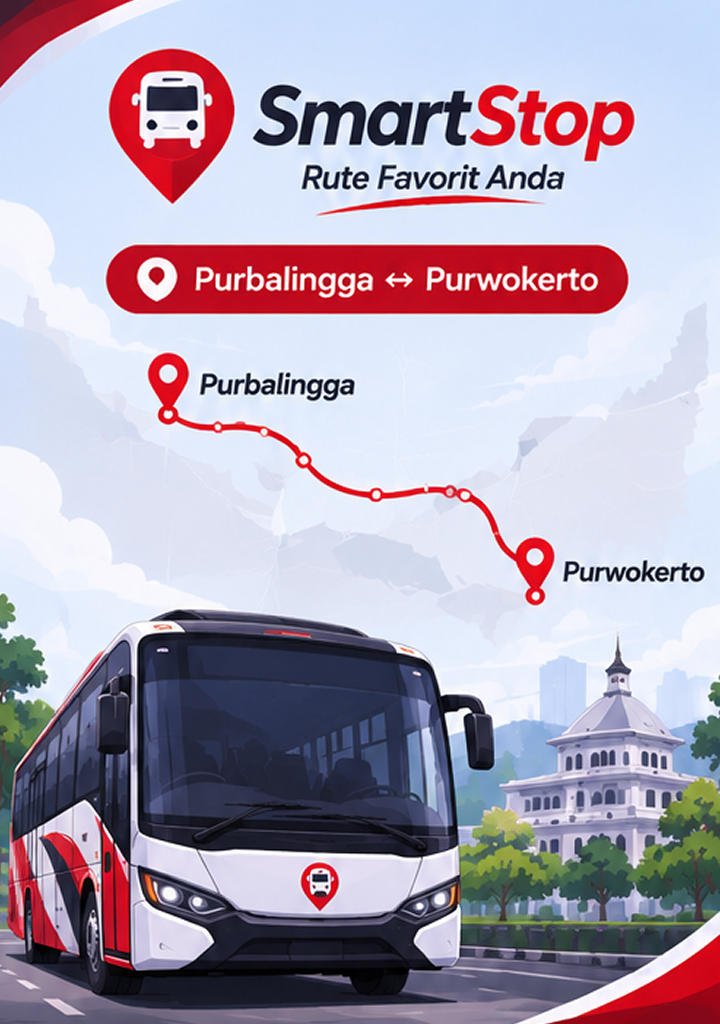 SmartStop
Rute Favorit Anda
Purbalingga ↔ Purwokerto
Purbalingga
Purwokerto